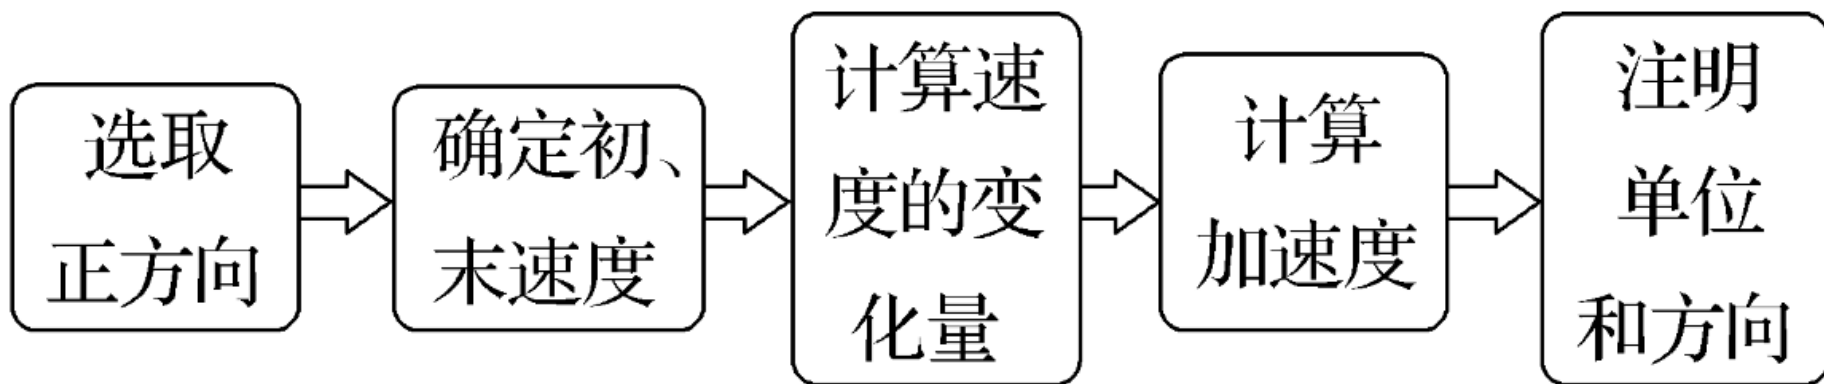 选取
正方向
确定初、
末速度
计算速
度的变
化量
计算
加速度
注明
单位
和方向